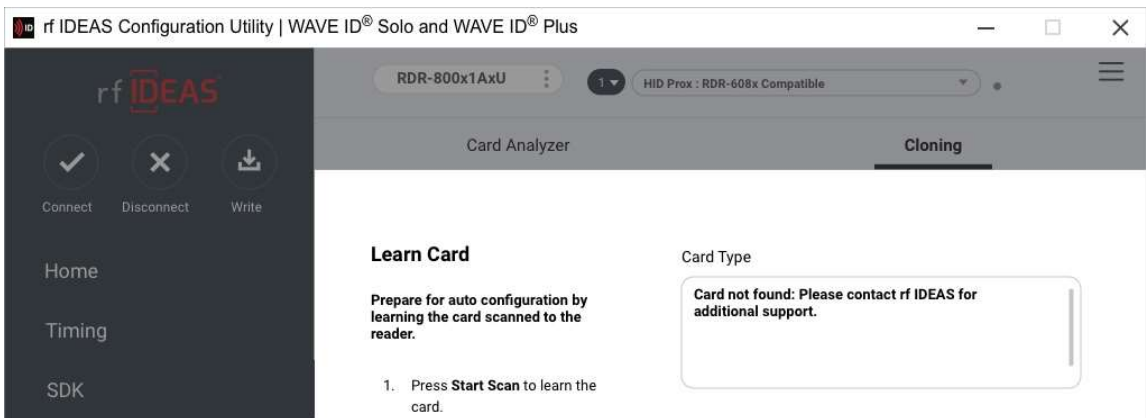 rf IDEAS Configuration Utility | WAVE ID® Solo and WAVE ID® Plus
rf IDEAS
RDR-800x1AxU
1
HID Prox : RDR-608x Compatible
Card Analyzer
Cloning
Connect
Disconnect
Write
Home
Timing
SDK
Learn Card
Prepare for auto configuration by
learning the card scanned to the
reader.
1. Press Start Scan to learn the
card.
Card Type
Card not found: Please contact rf IDEAS for
additional support.